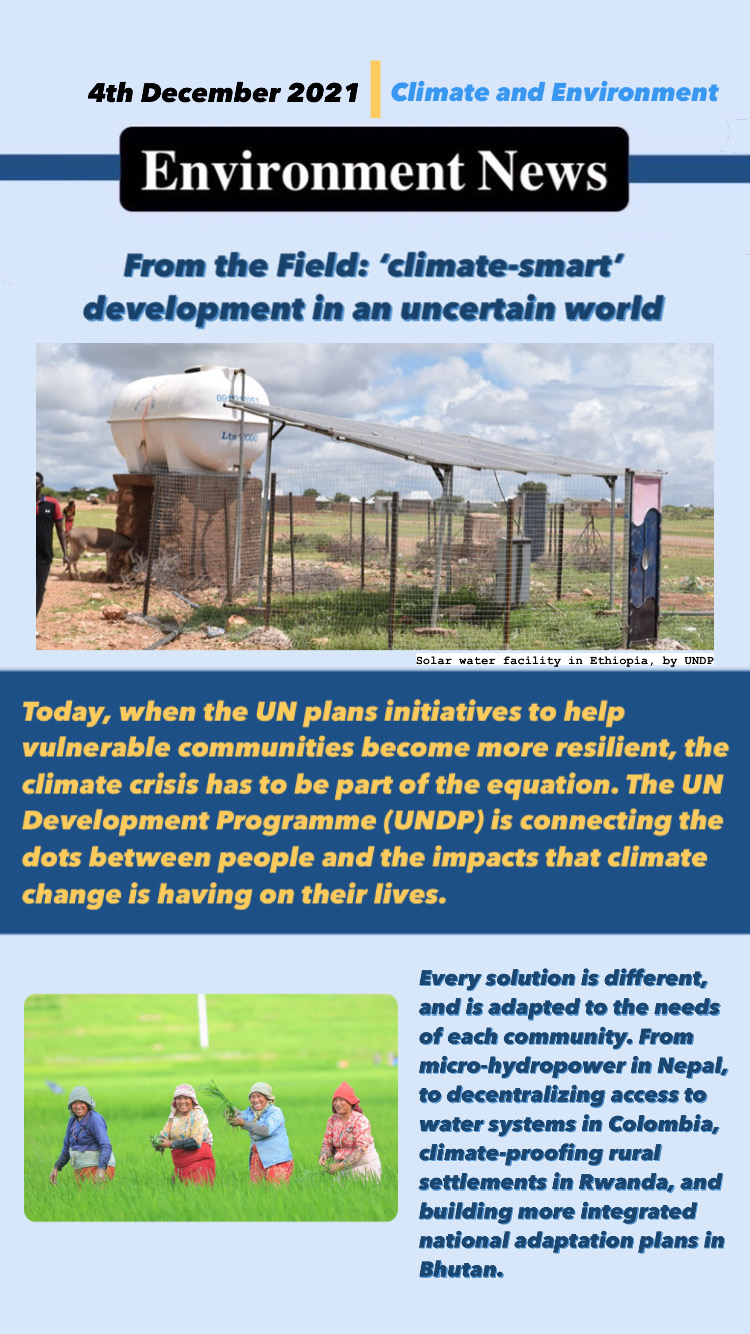 4th December 2021 | Climate and Environment
Environment News
From the Field: ‘climate-smart’
development in an uncertain world
Lts
Solar water facility in Ethiopia, by UNDP
Today, when the UN plans initiatives to help
vulnerable communities become more resilient, the
climate crisis has to be part of the equation. The UN
Development Programme (UNDP) is connecting the
dots between people and the impacts that climate
change is having on their lives.
Every solution is different,
and is adapted to the needs
of each community. From
micro-hydropower in Nepal,
to decentralizing access to
water systems in Colombia,
climate-proofing rural
settlements in Rwanda, and
building more integrated
national adaptation plans in
Bhutan.